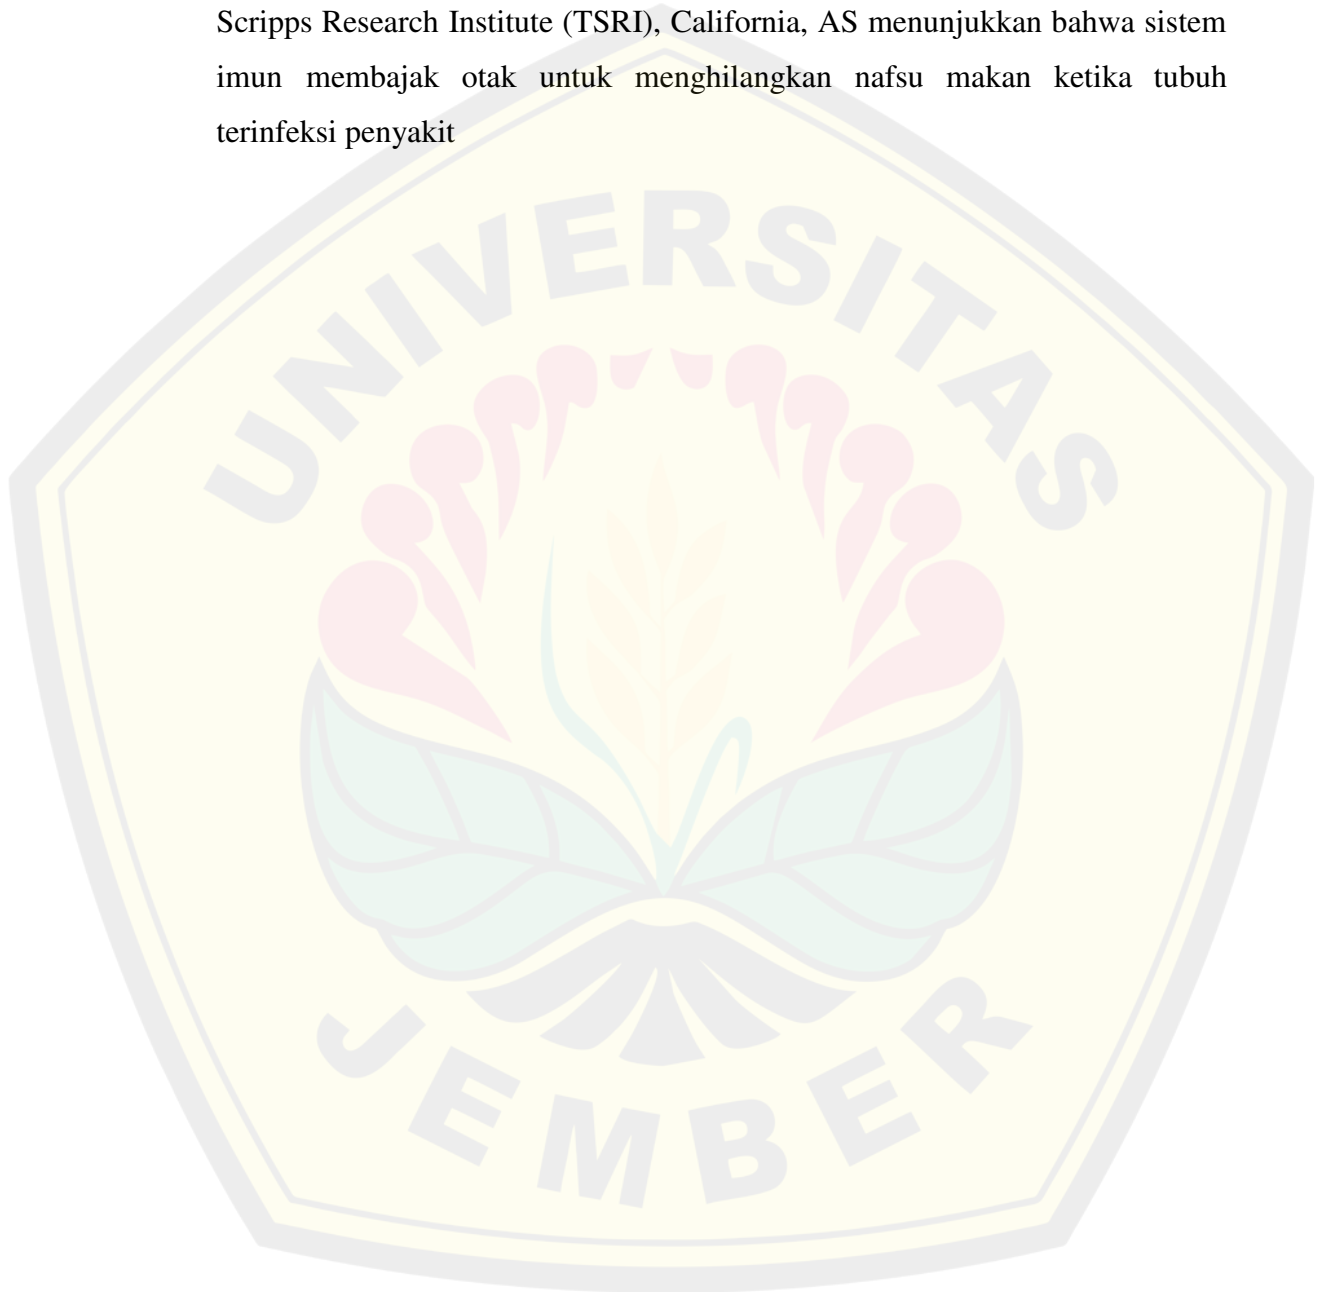 Scripps Research Institute (TSRI), California, AS menunjukkan bahwa sistem
imun membajak otak untuk menghilangkan nafsu makan ketika tubuh
terinfeksi penyakit
UNIVERSITAS
JEMBER